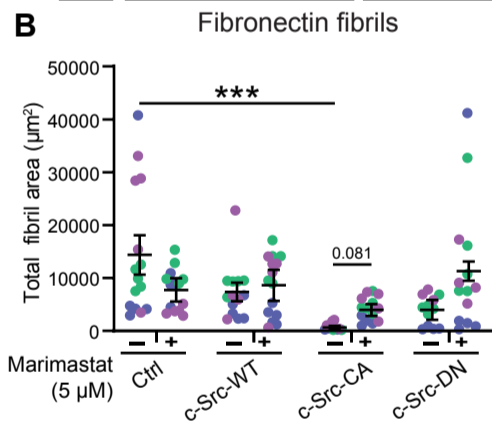 B
Fibronectin fibrils
Total fibril area (µm²)
50000
40000
30000
20000
10000
0
***
0.081
Marimastat
(5 µM)
− + − + − + − +
Ctrl
c-Src-WT
c-Src-CA
c-Src-DN